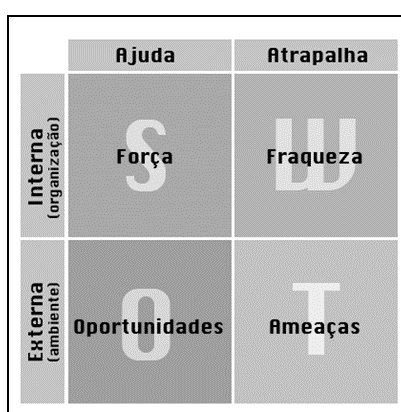 Ajuda
Atrapalha
Interna
(organização)
S
Força
W
Fraqueza
Externa
(ambiente)
O
Oportunidades
T
Ameaças